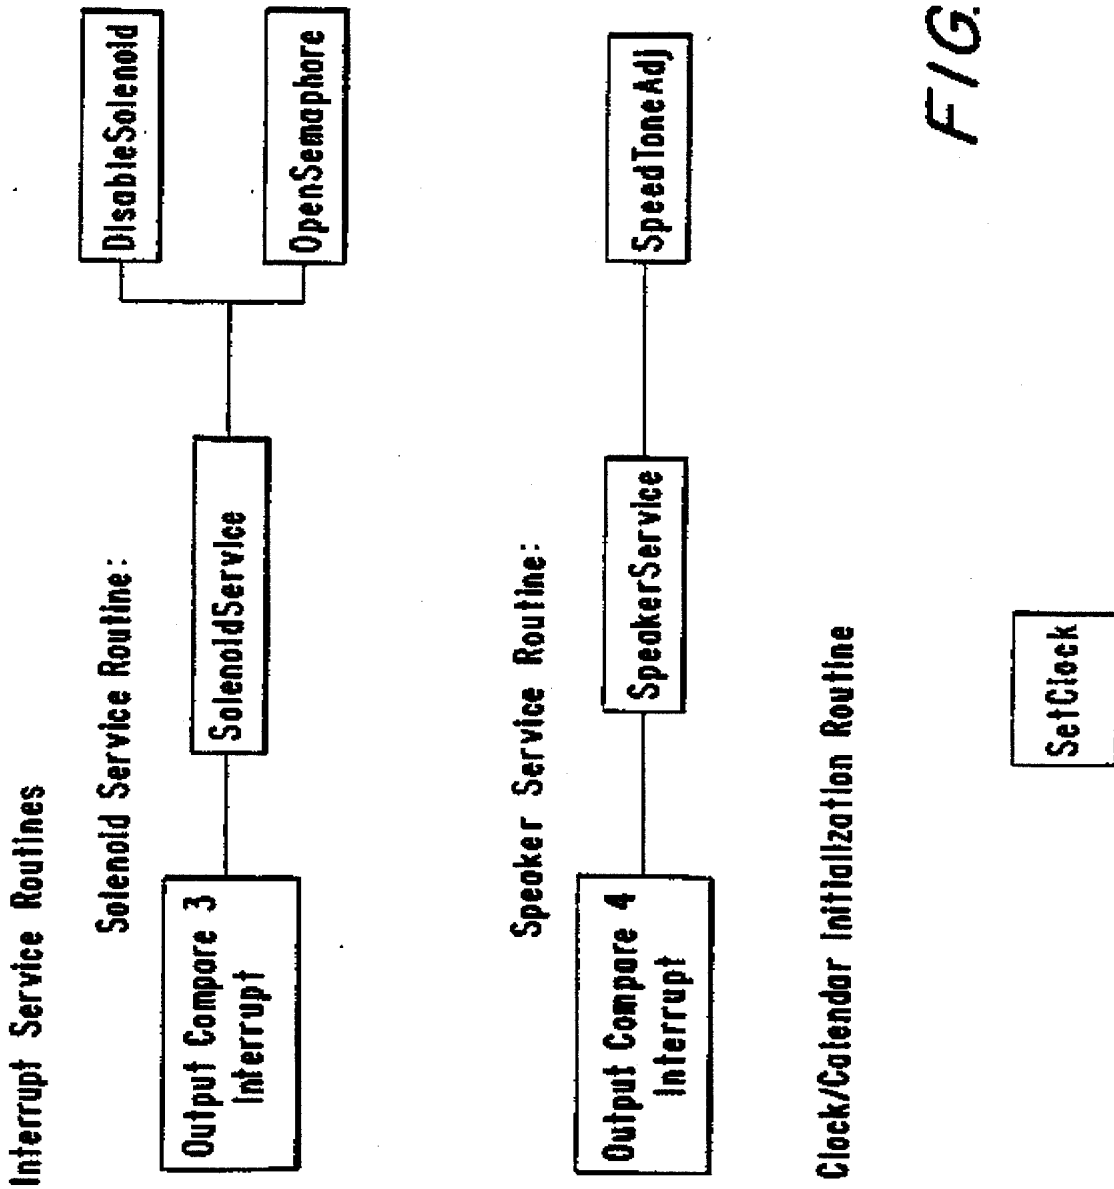 Interrupt Service Routines
Solenoid Service Routine:
Output Compare 3
Interrupt
SolenoidService
DisableSolenoid
OpenSemaphore
Speaker Service Routine:
Output Compare 4
Interrupt
SpeakerService
SpeedToneAdj
Clock/Calendar Initialization Routine
SetClock
FIG.